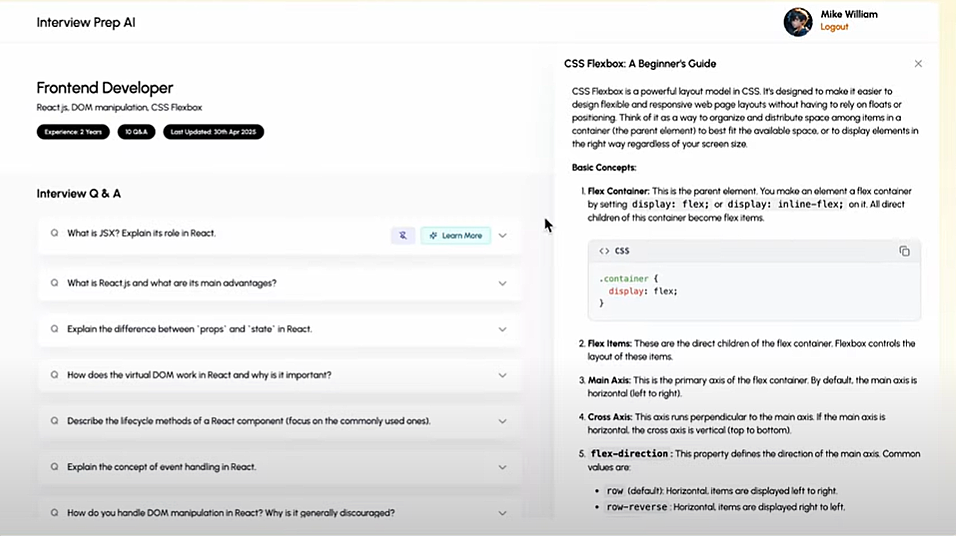 Interview Prep AI
Mike William
Logout
Frontend Developer
React.js, DOM manipulation, CSS Flexbox
Experience: 2 Years
10 Q&A
Last Updated: 30th Apr 2025
Interview Q & A
Q What is JSX? Explain its role in React.
Learn More
Q What is React.js and what are its main advantages?
Q Explain the difference between `props` and `state` in React.
Q How does the virtual DOM work in React and why is it important?
Q Describe the lifecycle methods of a React component (focus on the commonly used ones).
Q Explain the concept of event handling in React.
Q How do you handle DOM manipulation in React? Why is it generally discouraged?
CSS Flexbox: A Beginner's Guide
CSS Flexbox is a powerful layout model in CSS. It's designed to make it easier to
design flexible and responsive web page layouts without having to rely on floats or
positioning. Think of it as a way to organize and distribute space among items in a
container (the parent element) to best fit the available space, or to display elements in
the right way regardless of your screen size.
Basic Concepts:
1. Flex Container: This is the parent element. You make an element a flex container
by setting display: flex; or display: inline-flex; on it. All direct
children of this container become flex items.
<> CSS
.container {
display: flex;
}
2. Flex Items: These are the direct children of the flex container. Flexbox controls the
layout of these items.
3. Main Axis: This is the primary axis of the flex container. By default, the main axis is
horizontal (left to right).
4. Cross Axis: This axis runs perpendicular to the main axis. If the main axis is
horizontal, the cross axis is vertical (top to bottom).
5. flex-direction : This property defines the direction of the main axis. Common
values are:
• row (default): Horizontal, items are displayed left to right.
• row-reverse : Horizontal, items are displayed right to left.